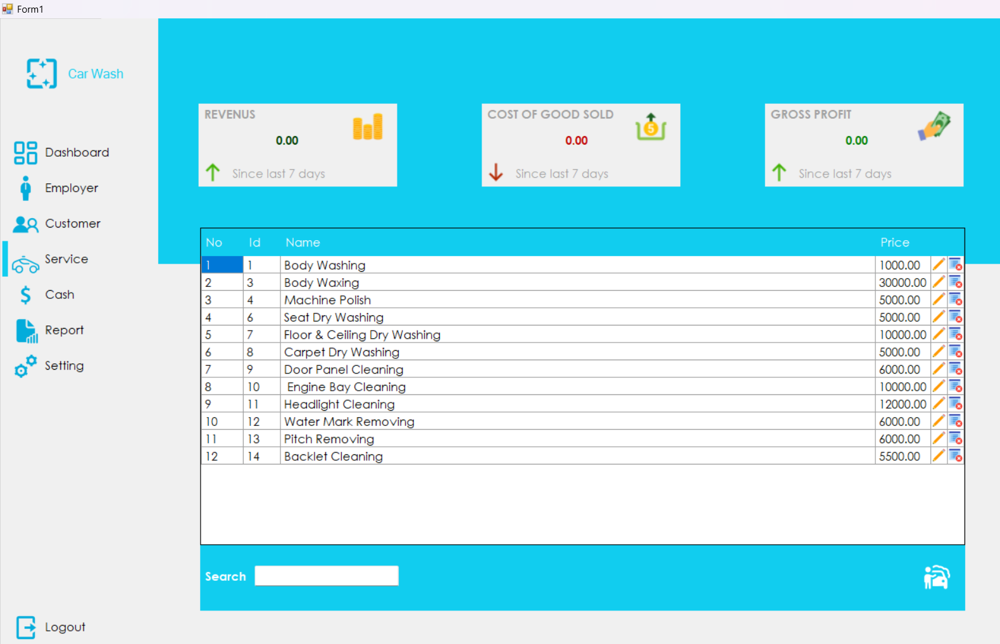 Form1
Car Wash
Dashboard
Employer
Customer
Service
Cash
Report
Setting
Logout
REVENUS
0.00
Since last 7 days
COST OF GOOD SOLD
0.00
5
Since last 7 days
GROSS PROFIT
0.00
Since last 7 days
No Id Name Price
1 1 Body Washing 1000.00
2 3 Body Waxing 30000.00
3 4 Machine Polish 5000.00
4 6 Seat Dry Washing 5000.00
5 7 Floor & Ceiling Dry Washing 10000.00
6 8 Carpet Dry Washing 5000.00
7 9 Door Panel Cleaning 6000.00
8 10 Engine Bay Cleaning 10000.00
9 11 Headlight Cleaning 12000.00
10 12 Water Mark Removing 6000.00
11 13 Pitch Removing 6000.00
12 14 Backlet Cleaning 5500.00
Search